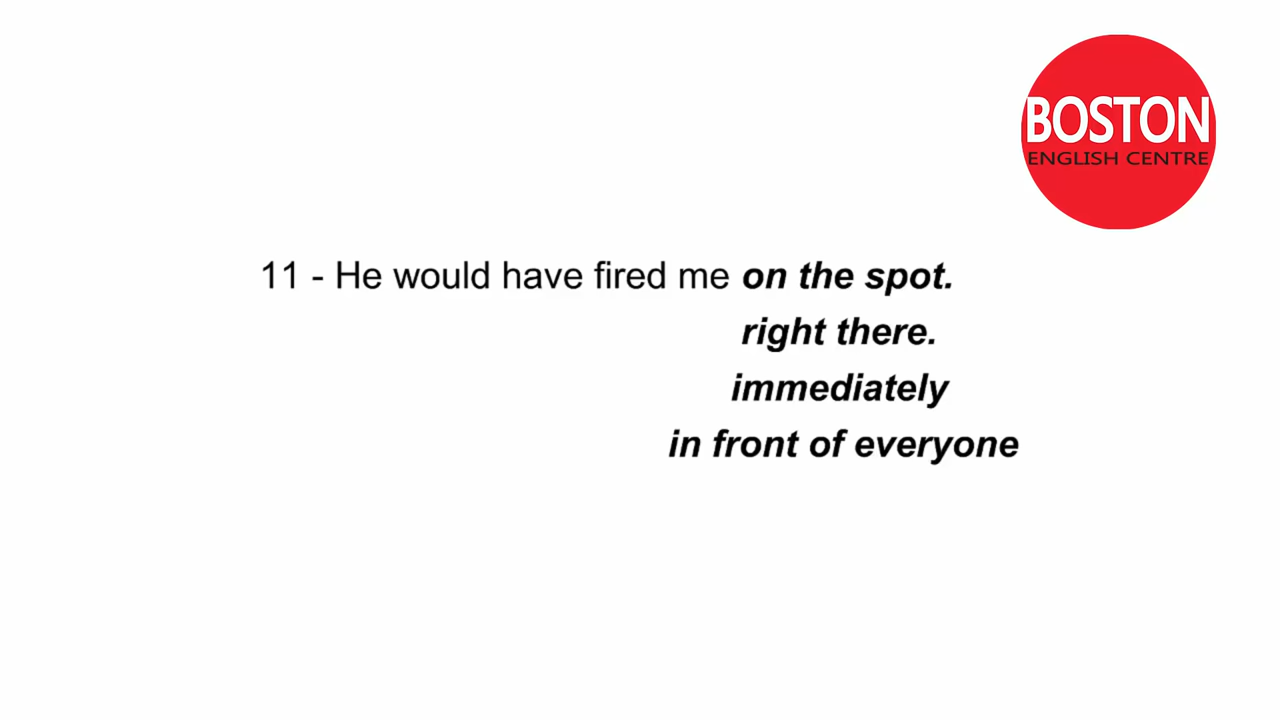 BOSTON
ENGLISH CENTRE
11 - He would have fired me on the spot.
right there.
immediately
in front of everyone